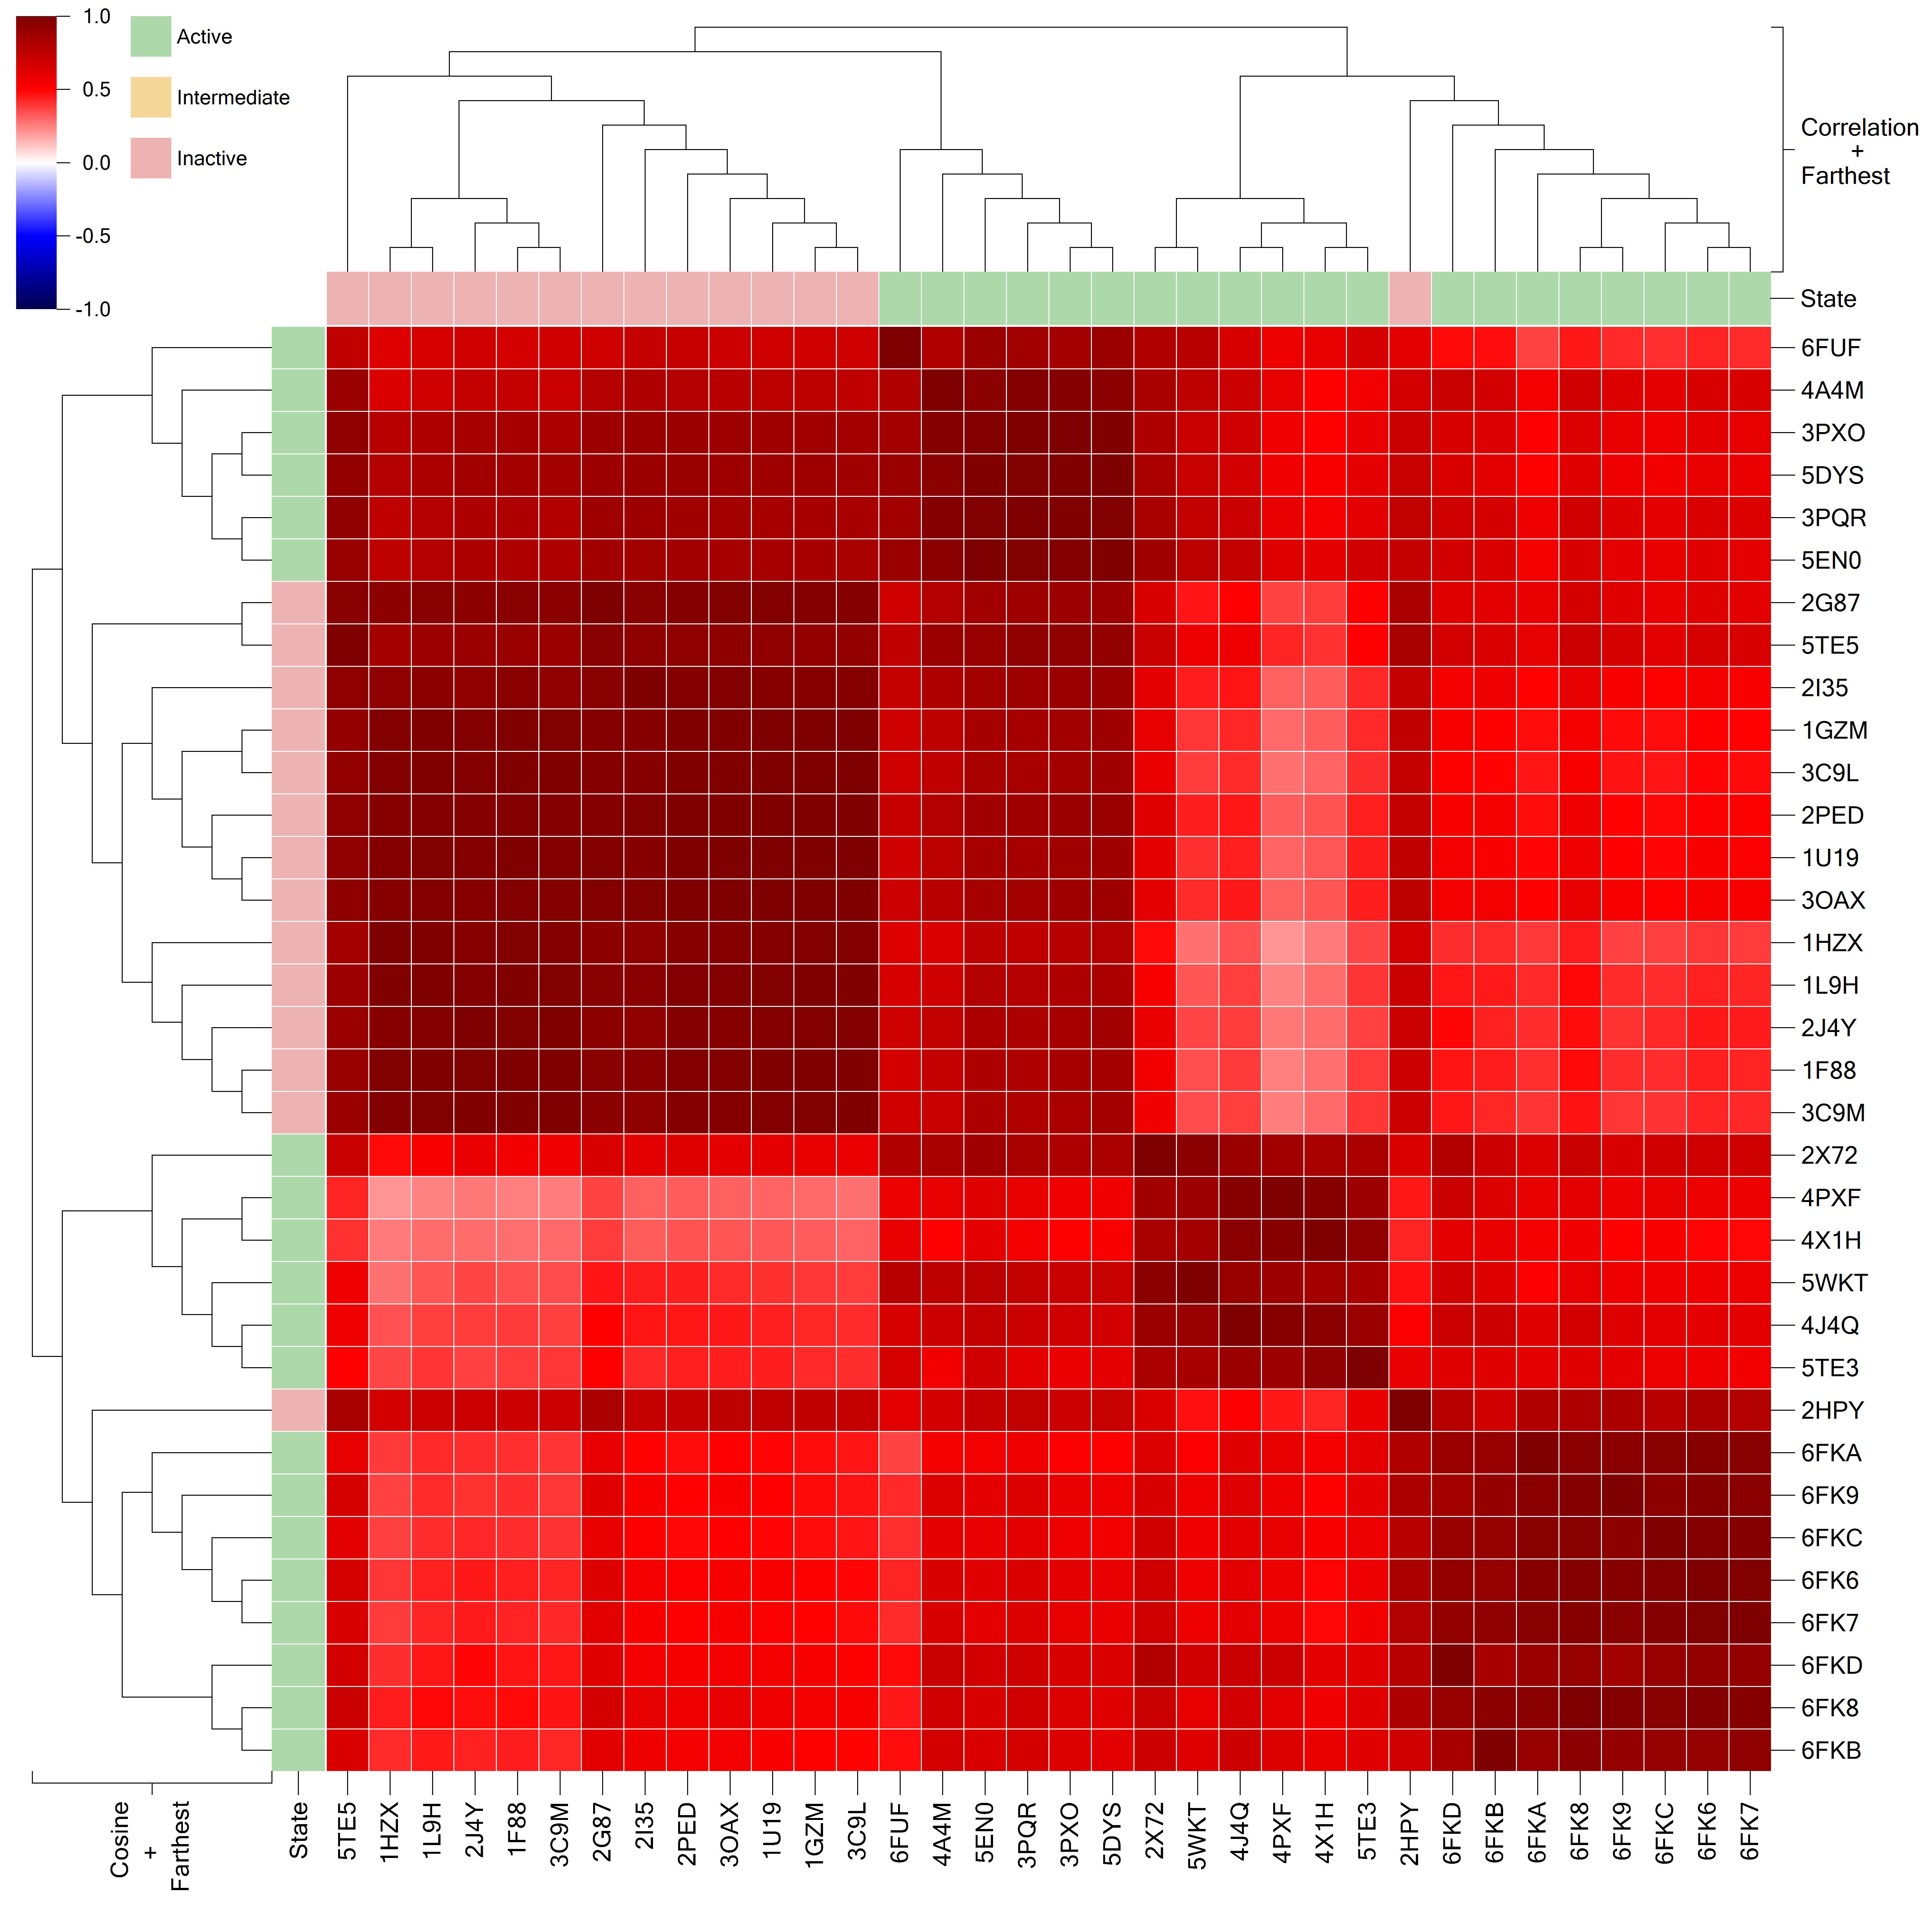 1.0
0.5
0.0
-0.5
-1.0
Active
Intermediate
Inactive
Correlation
+
Farthest
State
6FUF
4A4M
3PXO
5DYS
3PQR
5EN0
2G87
5TE5
2I35
1GZM
3C9L
2PED
1U19
3OAX
1HZX
1L9H
2J4Y
1F88
3C9M
2X72
4PXF
4X1H
5WKT
4J4Q
5TE3
2HPY
6FKA
6FK9
6FKC
6FK6
6FK7
6FKD
6FK8
6FKB
Cosine
+
Farthest
State
5TE5
1HZX
1L9H
2J4Y
1F88
3C9M
2G87
2I35
2PED
3OAX
1U19
1GZM
3C9L
6FUF
4A4M
5EN0
3PQR
3PXO
5DYS
2X72
5WKT
4J4Q
4PXF
4X1H
5TE3
2HPY
6FKD
6FKB
6FKA
6FK8
6FK9
6FKC
6FK6
6FK7